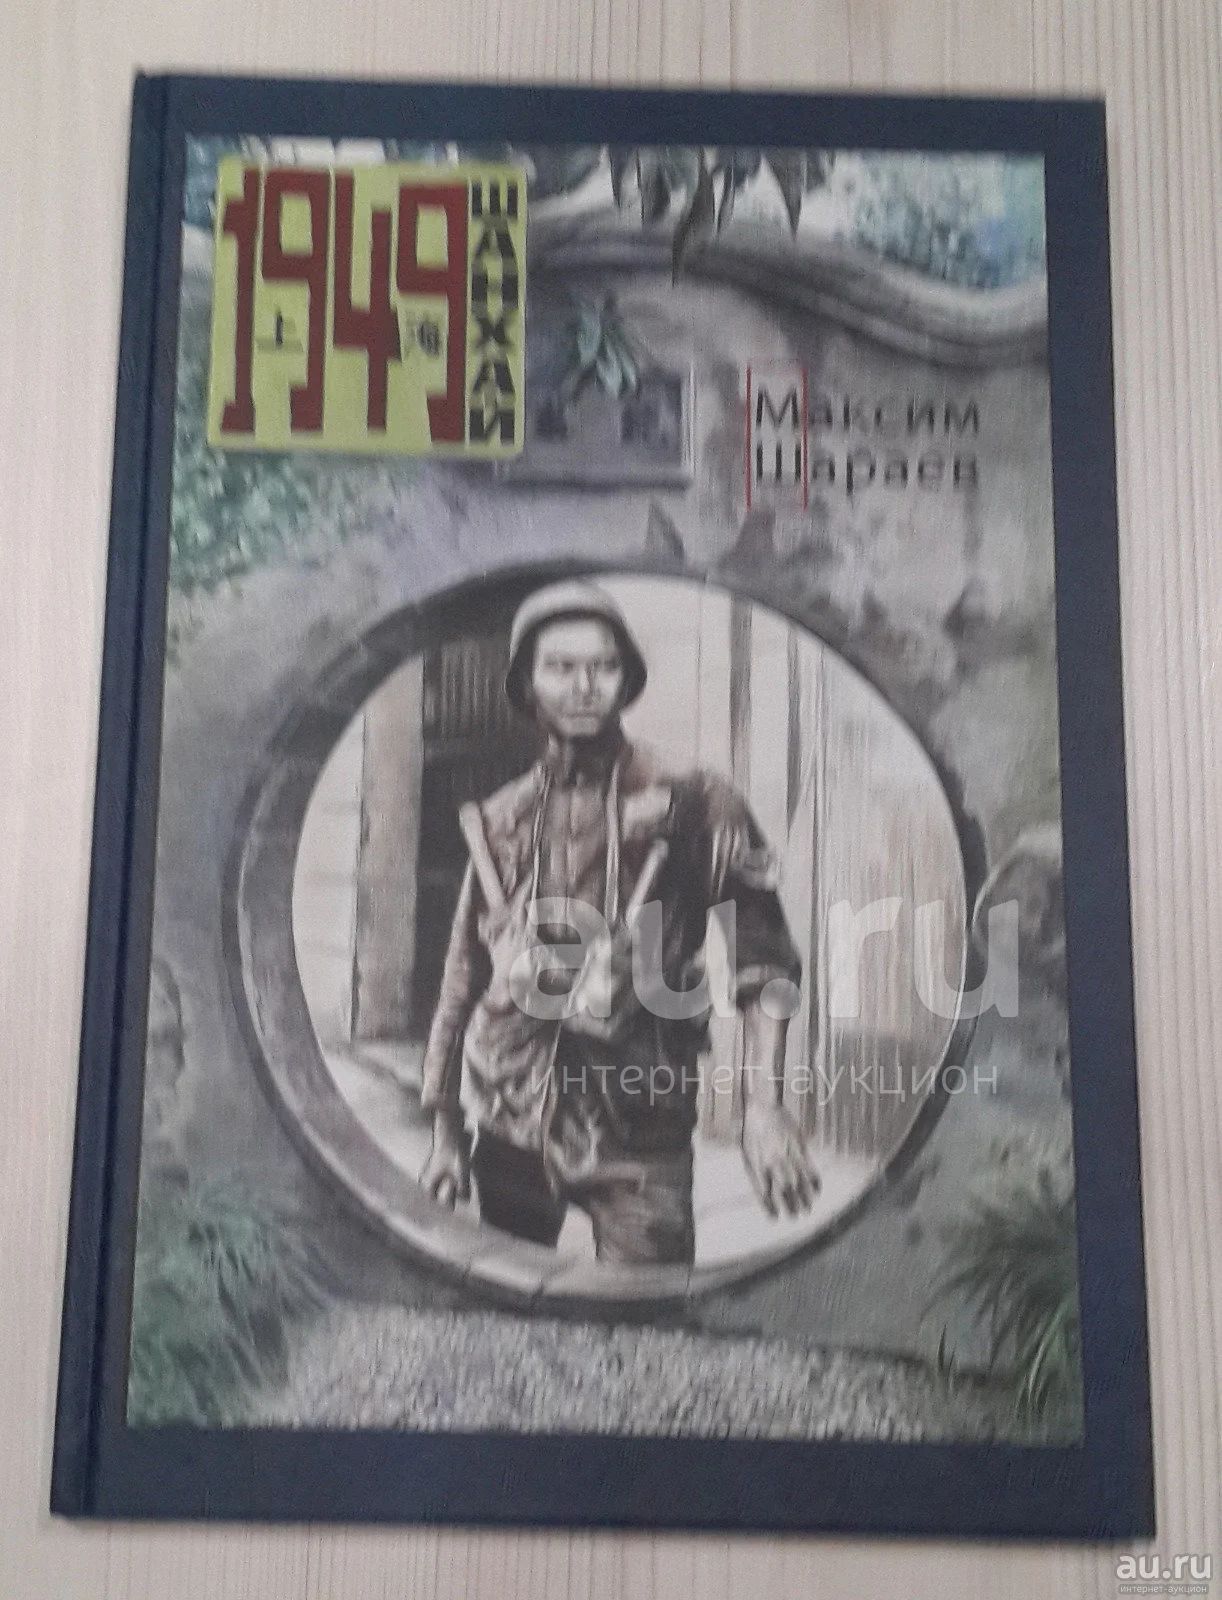 1949
ШАНХАЙ
上海
Максим
Шараев
au.ru
интернет-аукцион
au.ru
интернет-аукцион